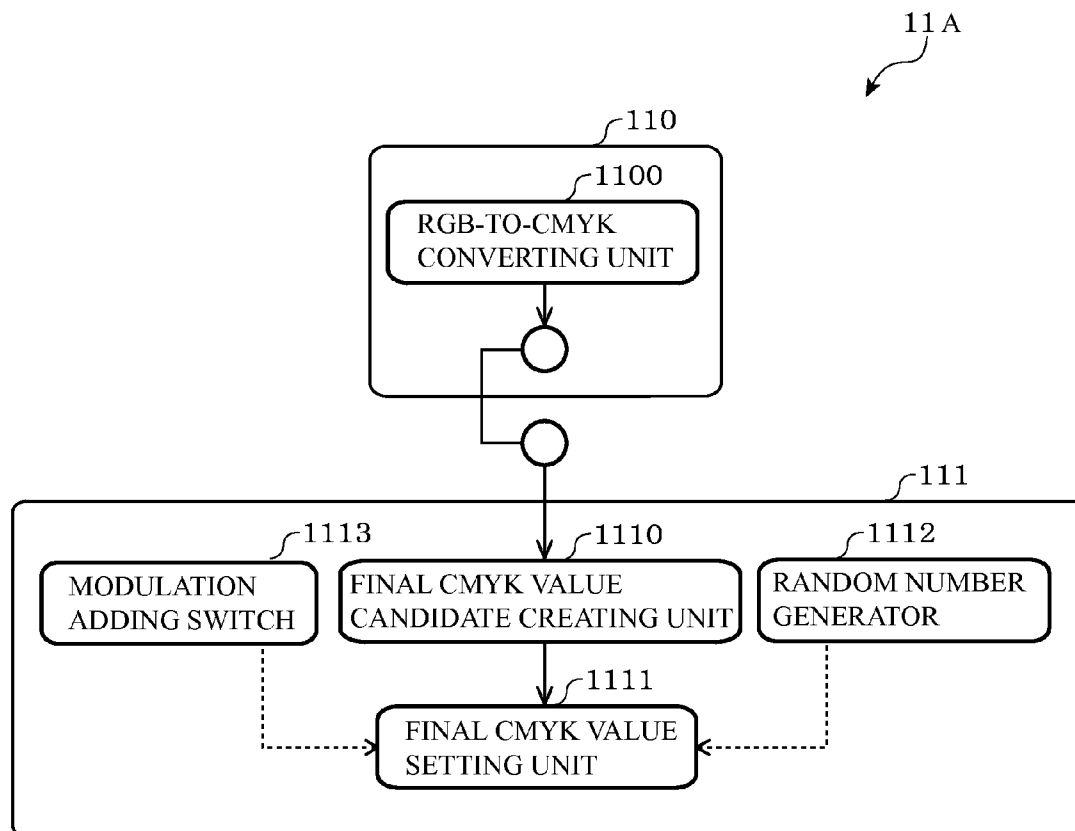 11A
110
1100
RGB-TO-CMYK
CONVERTING UNIT
111
1113
MODULATION
ADDING SWITCH
1110
FINAL CMYK VALUE
CANDIDATE CREATING UNIT
1112
RANDOM NUMBER
GENERATOR
1111
FINAL CMYK VALUE
SETTING UNIT